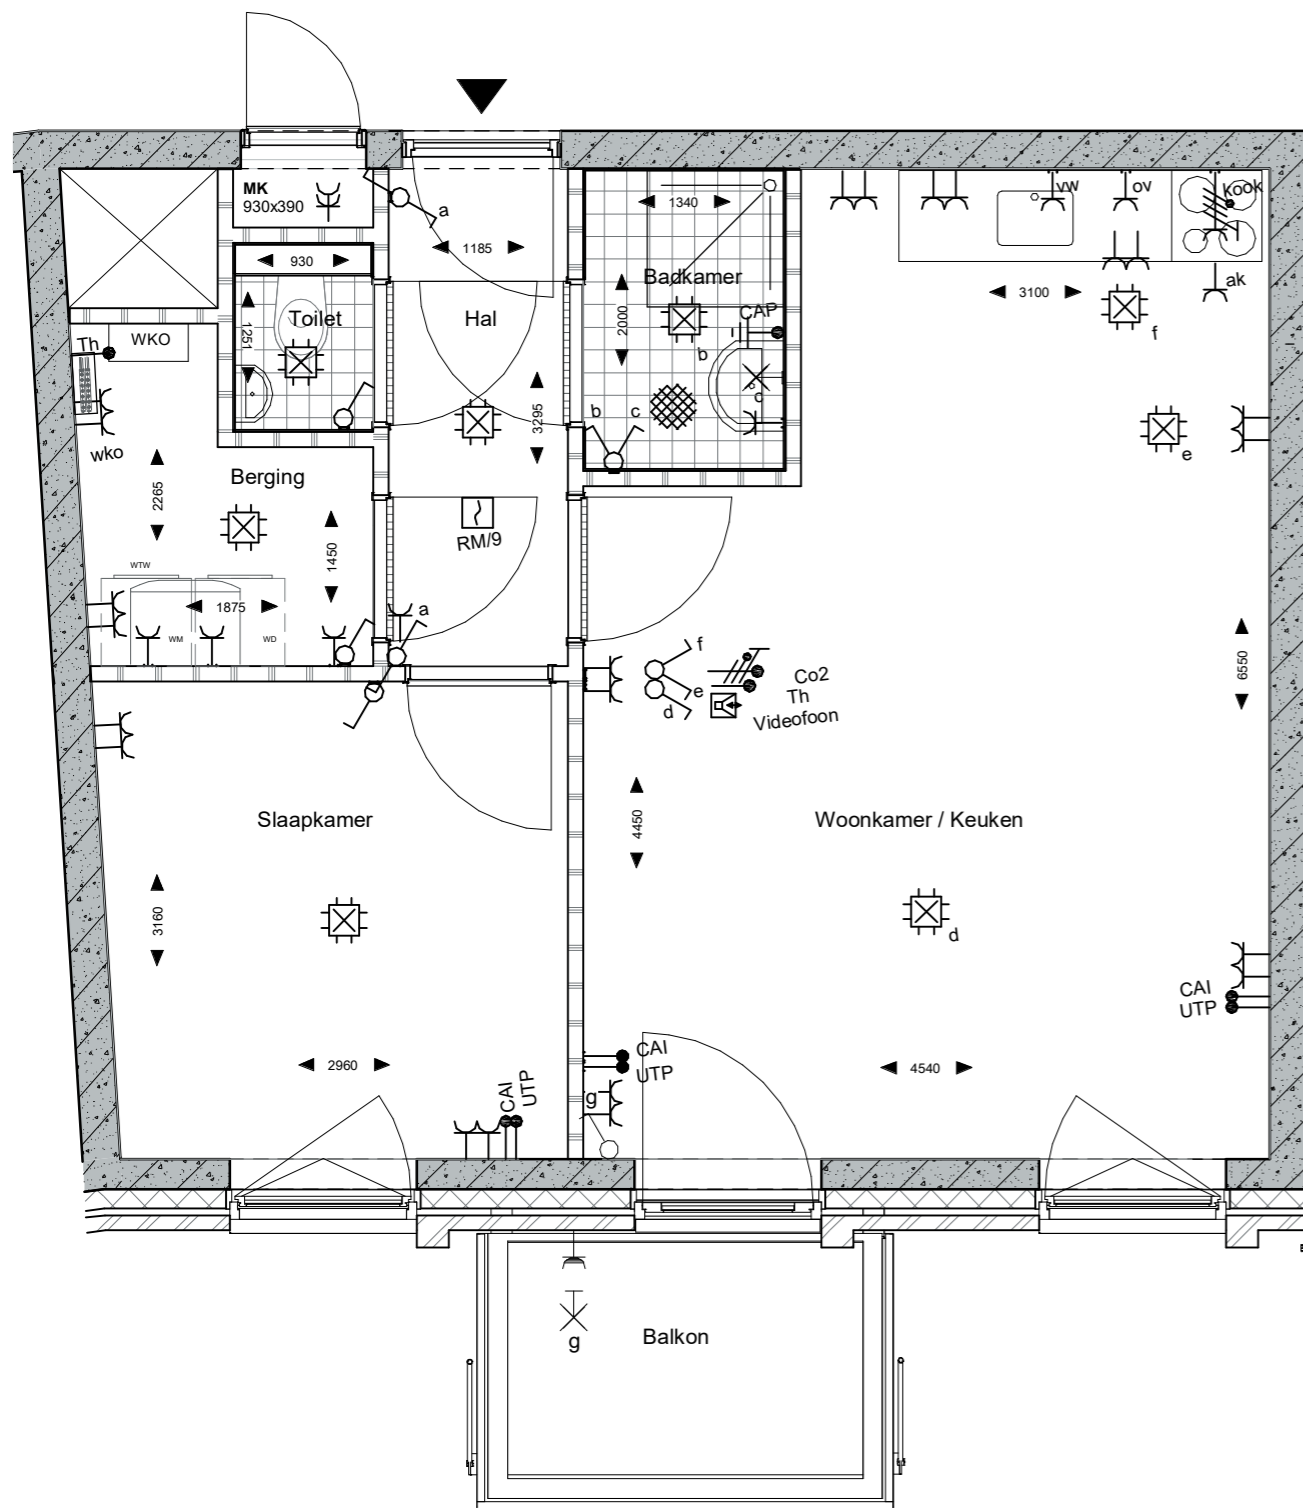 MK
930x390
a
1185
1340
vw
ov
kook
930
Badkamer
3100
ak
Toilet
Hal
2000
CAP
f
1251
WKO
Th
b
c
3295
b
c
e
wko
Berging
2265
RM/9
1450
WTW
1875
a
WM
WD
f
e
d
Co2
Th
Videofoon
6550
Slaapkamer
4450
Woonkamer / Keuken
3160
d
CAI
UTP
2960
CAI
UTP
CAI
UTP
4540
g
g
Balkon